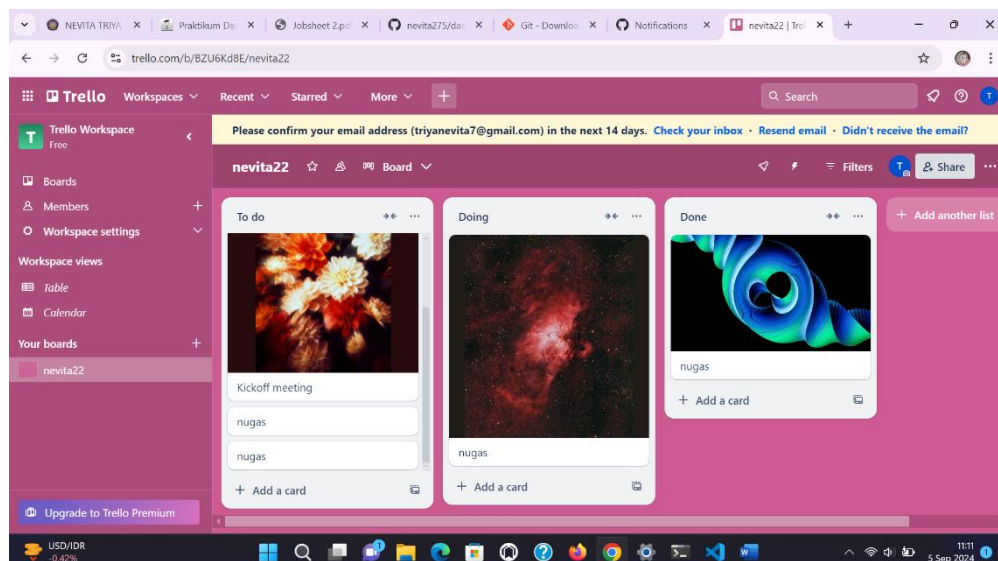 NEVITA TRIYA
Praktikum Da
Jobsheet 2.pd
nevita275/da
Git - Downloa
Notifications
nevita22 | Trel
trello.com/b/BZU6Kd8E/nevita22
Trello Workspaces Recent Starred More Search
T Trello Workspace
Free
Please confirm your email address (triyanevita7@gmail.com) in the next 14 days. Check your inbox · Resend email · Didn't receive the email?
nevita22 Board Filters T Share
Boards
Members
Workspace settings
Workspace views
Table
Calendar
Your boards
nevita22
Upgrade to Trello Premium
To do
Kickoff meeting
nugas
nugas
+ Add a card
Doing
nugas
+ Add a card
Done
nugas
+ Add a card
+ Add another list
USD/IDR
-0.42%
11:11
5 Sep 2024